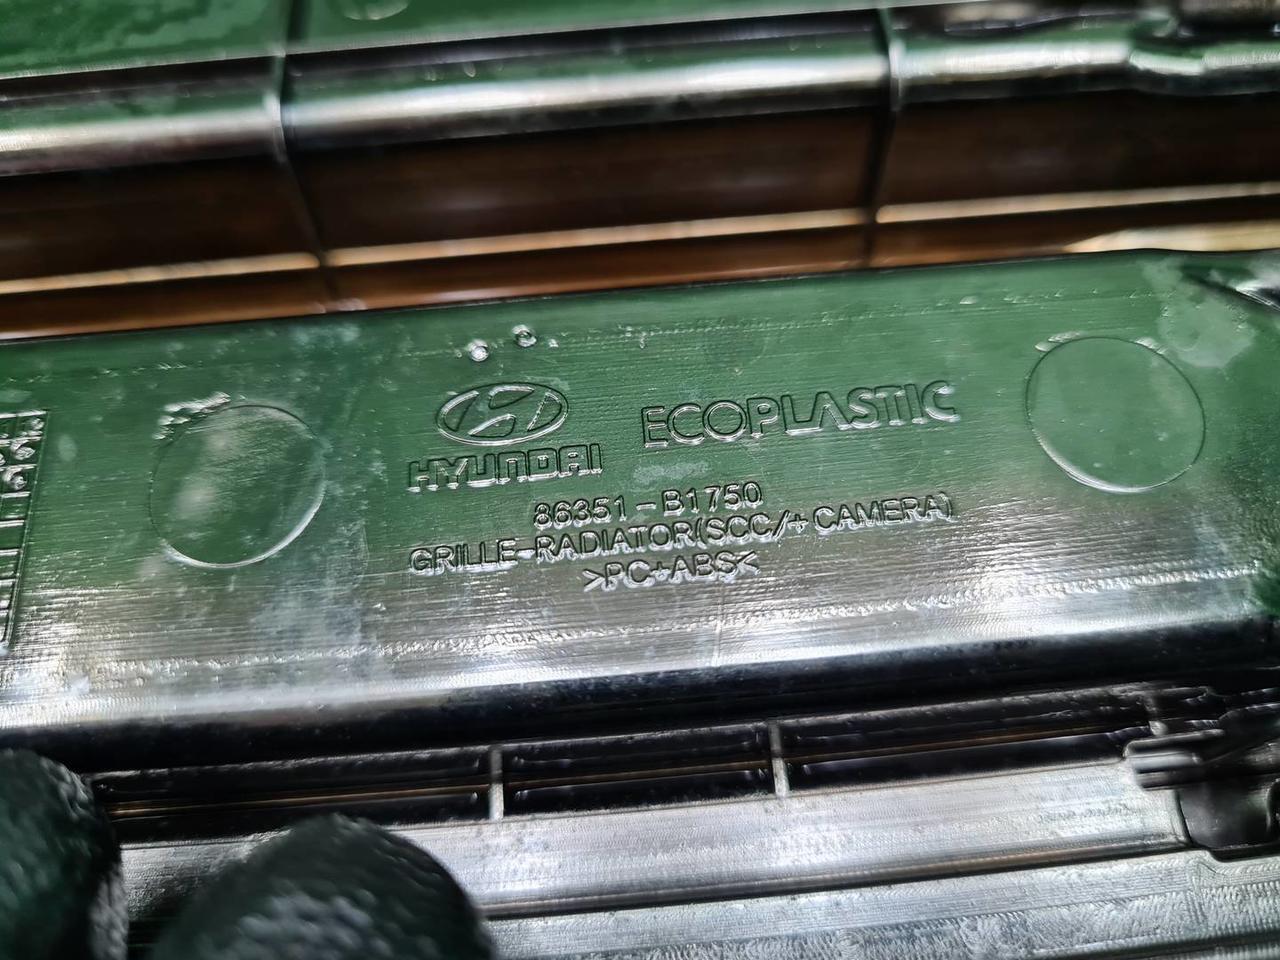 HYUNDAI ECOPLASTIC
86351-B1750
GRILLE-RADIATOR(SCC/+CAMERA)
>PC+ABS<